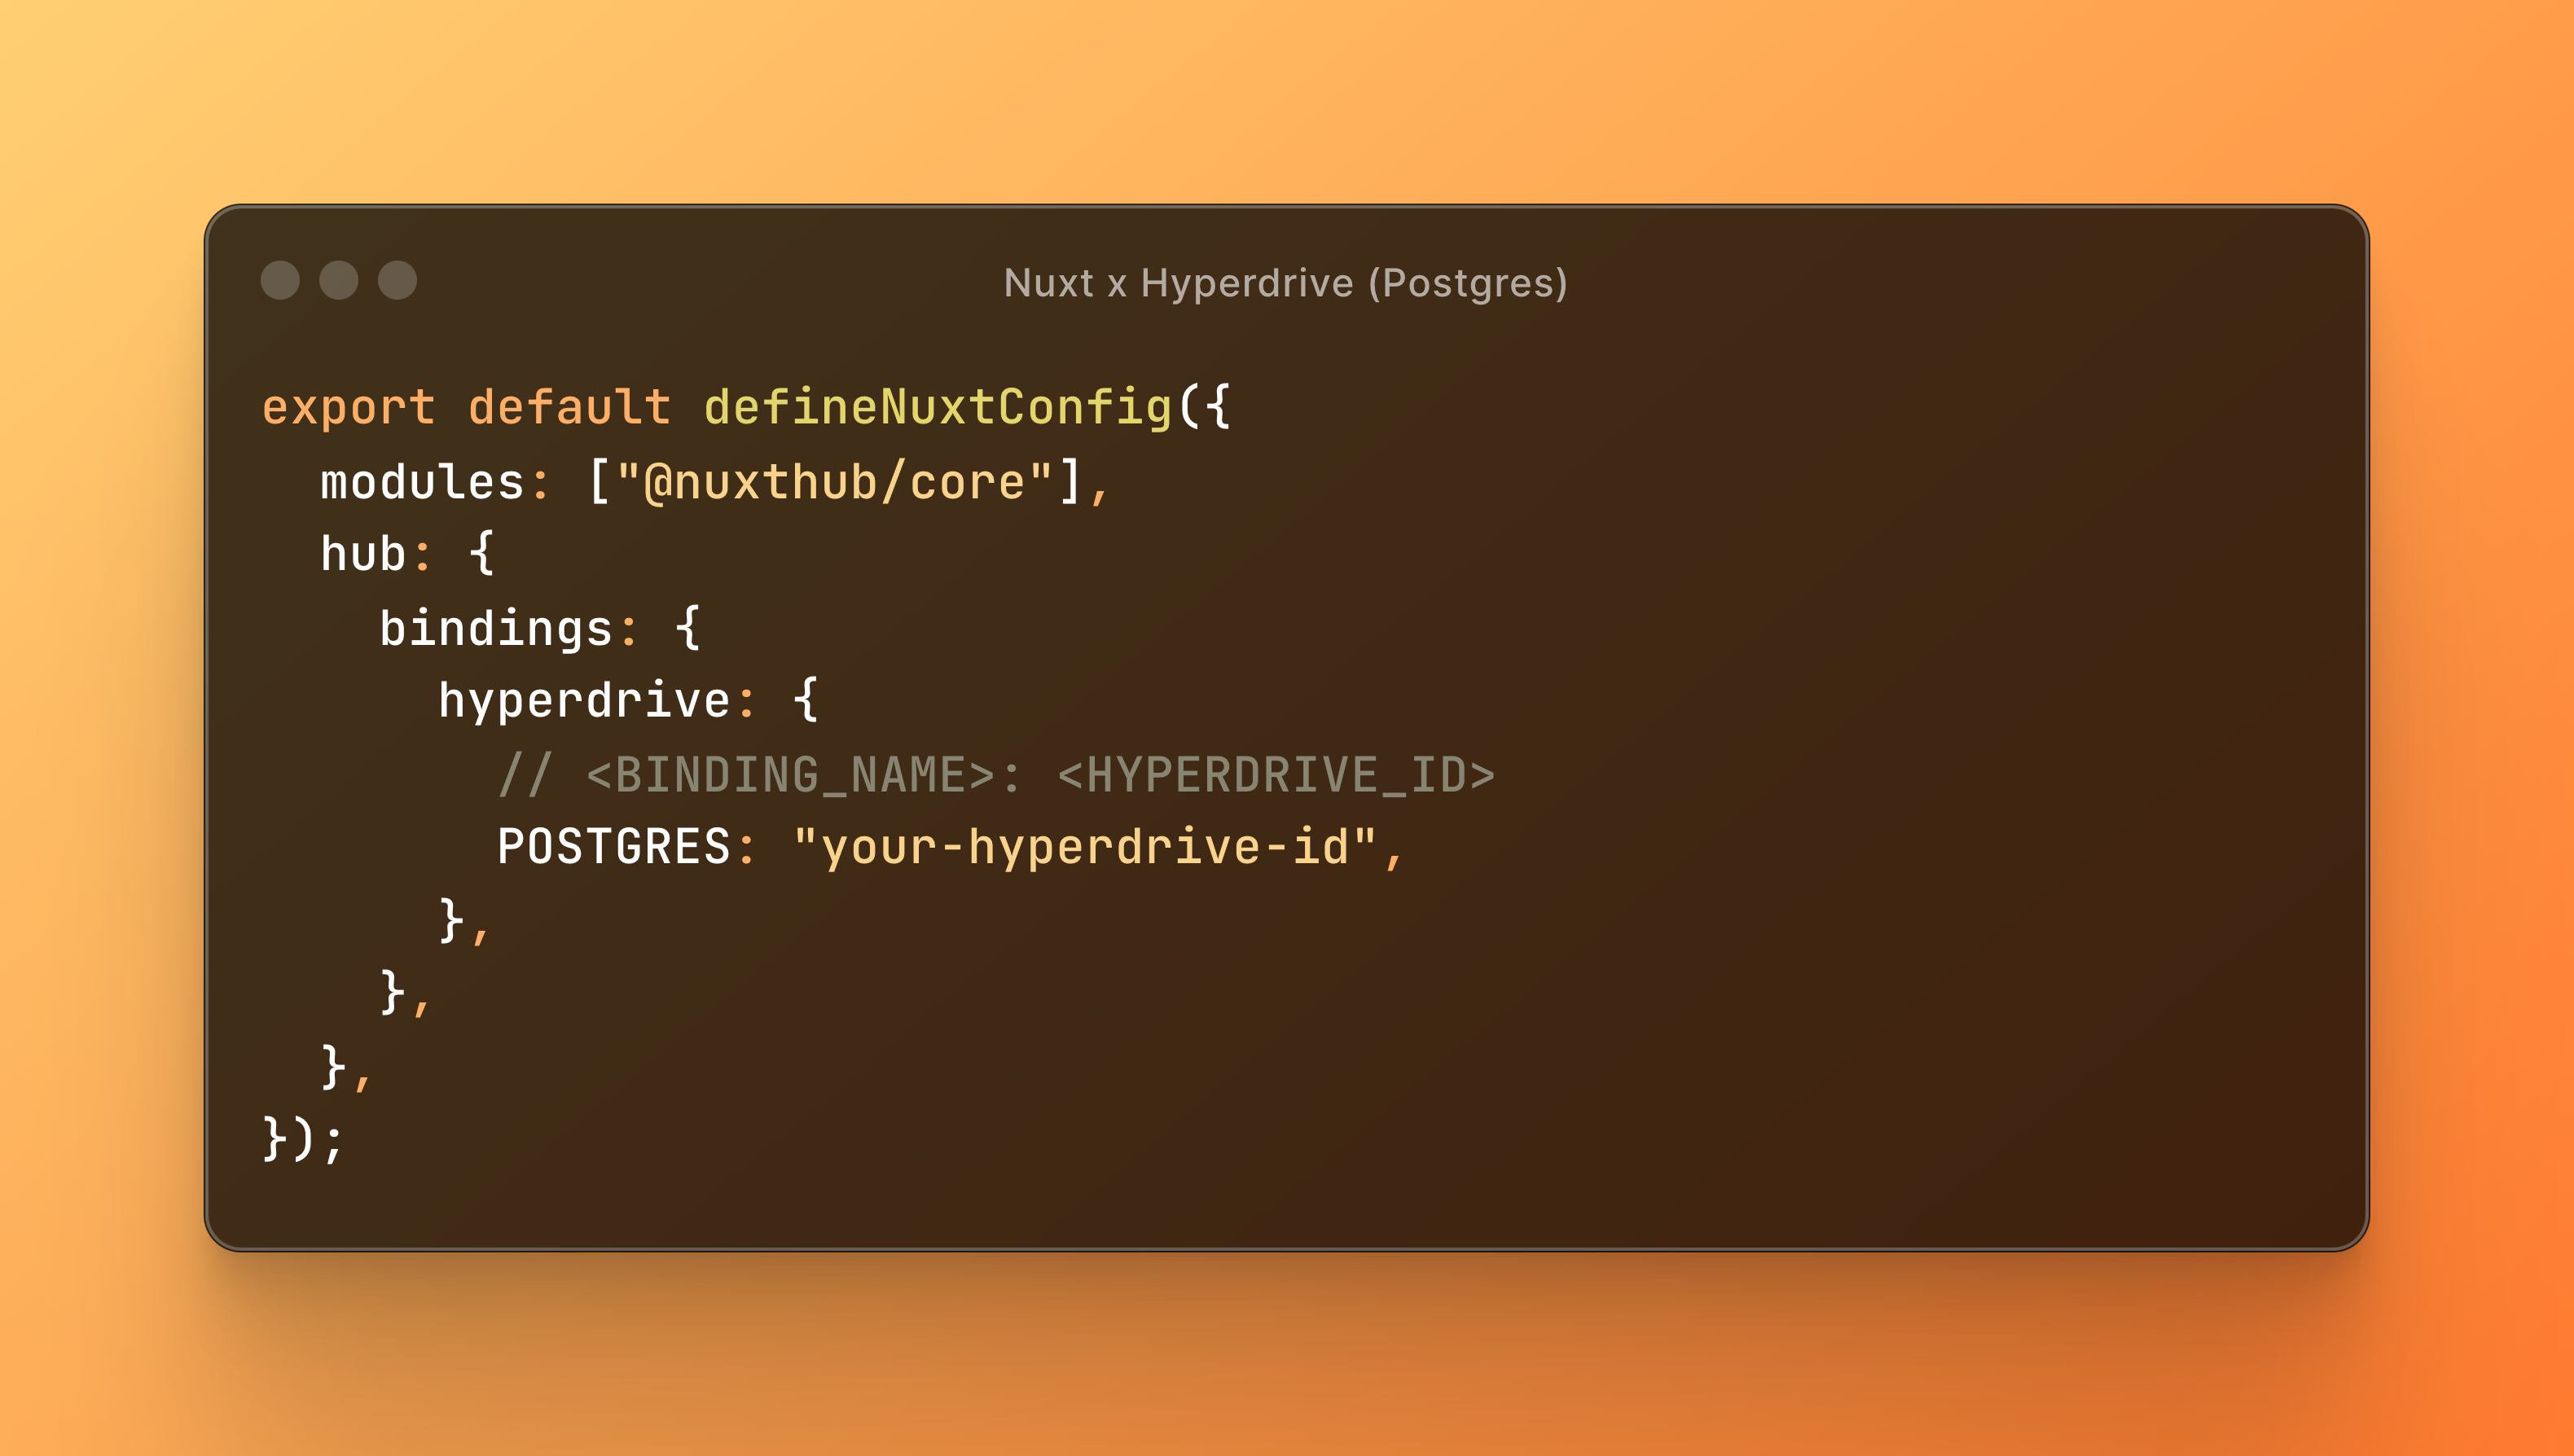 Nuxt x Hyperdrive (Postgres)
export default defineNuxtConfig({
  modules: ["@nuxthub/core"],
  hub: {
    bindings: {
      hyperdrive: {
        // <BINDING_NAME>: <HYPERDRIVE_ID>
        POSTGRES: "your-hyperdrive-id",
      },
    },
  },
});